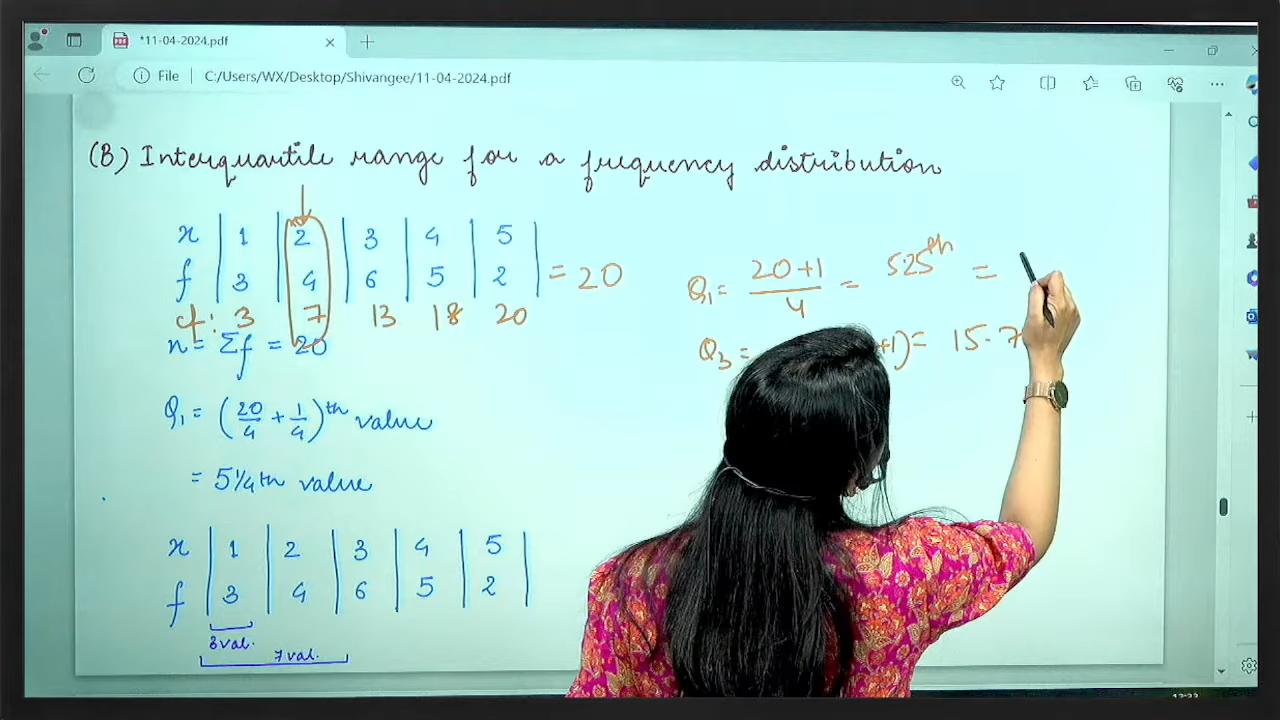 *11-04-2024.pdf
File C:/Users/WX/Desktop/Shivangee/11-04-2024.pdf
(B) Interquartile range for a frequency distribution
x 1 2 3 4 5
f 3 4 6 5 2 = 20
cf: 3 7 13 18 20
n = Σf = 20
Q₁ = (20/4 + 1/4)th value
= 5 1/4th value
x 1 2 3 4 5
f 3 4 6 5 2
3 val.
7 val.
Q₁ = 20+1/4 = 5.25th =
Q₃ = +1) = 15.7